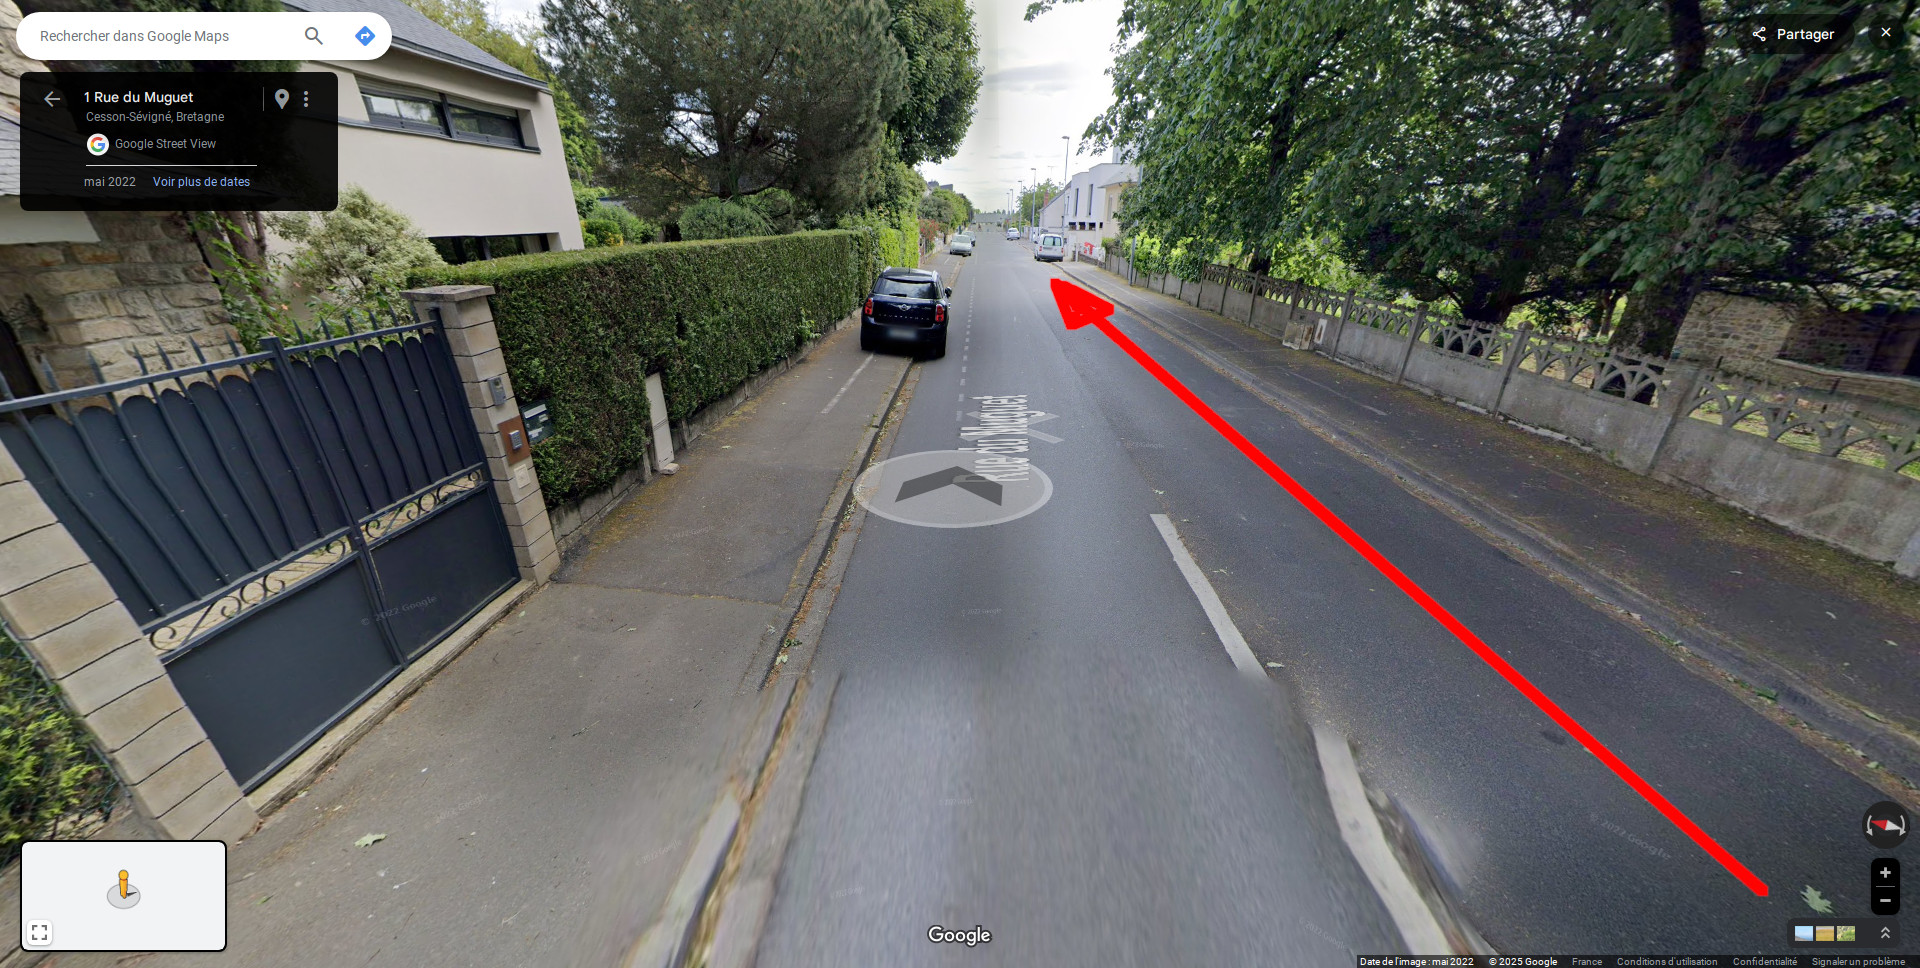 Rechercher dans Google Maps
Partager
1 Rue du Muguet
Cesson-Sévigné, Bretagne
Google Street View
mai 2022
Voir plus de dates
Rue du Muguet
© 2022 Google
Google
Date de l'image : mai 2022
© 2025 Google
France
Conditions d'utilisation
Confidentialité
Signaler un problème